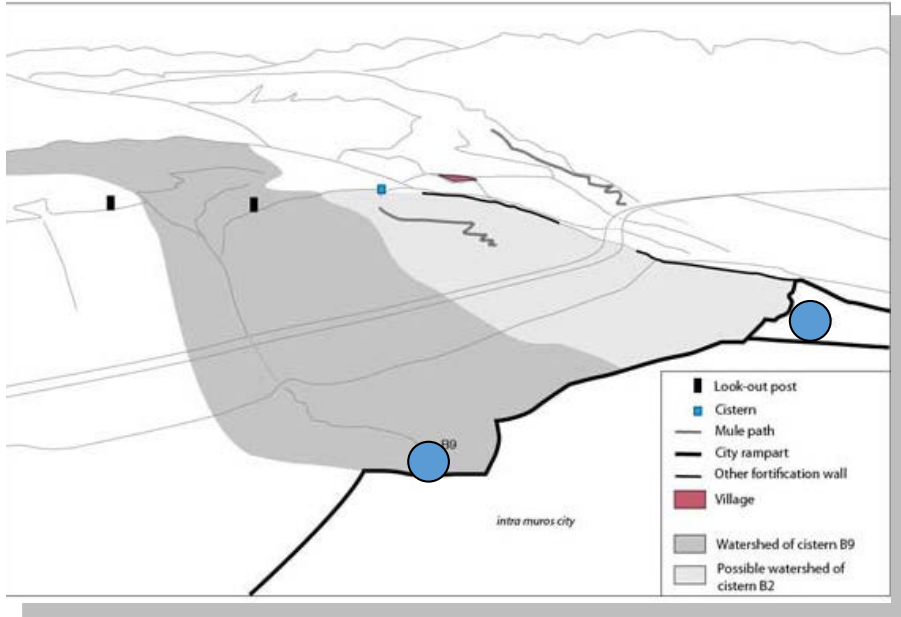 B9
intra muros city
Look-out post
Cistern
Mule path
City rampart
Other fortification wall
Village
Watershed of cistern B9
Possible watershed of
cistern B2